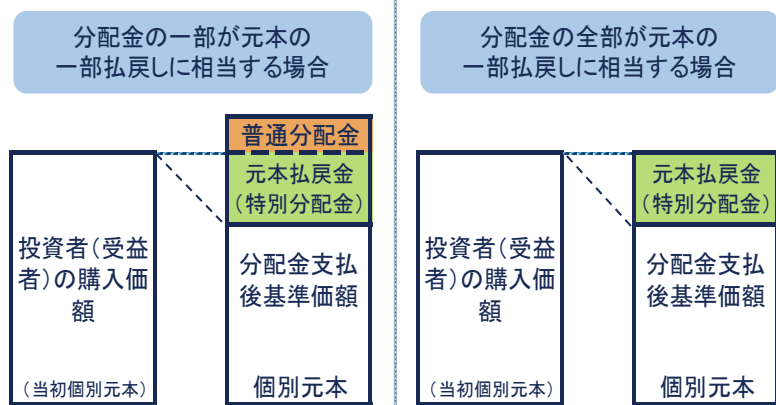 分配金の一部が元本の
一部払戻しに相当する場合
普通分配金
元本払戻金
(特別分配金)
投資者(受益
者)の購入価
額
(当初個別元本)
分配金支払
後基準価額
個別元本
分配金の全部が元本の
一部払戻しに相当する場合
元本払戻金
(特別分配金)
投資者(受益
者)の購入価
額
(当初個別元本)
分配金支払
後基準価額
個別元本